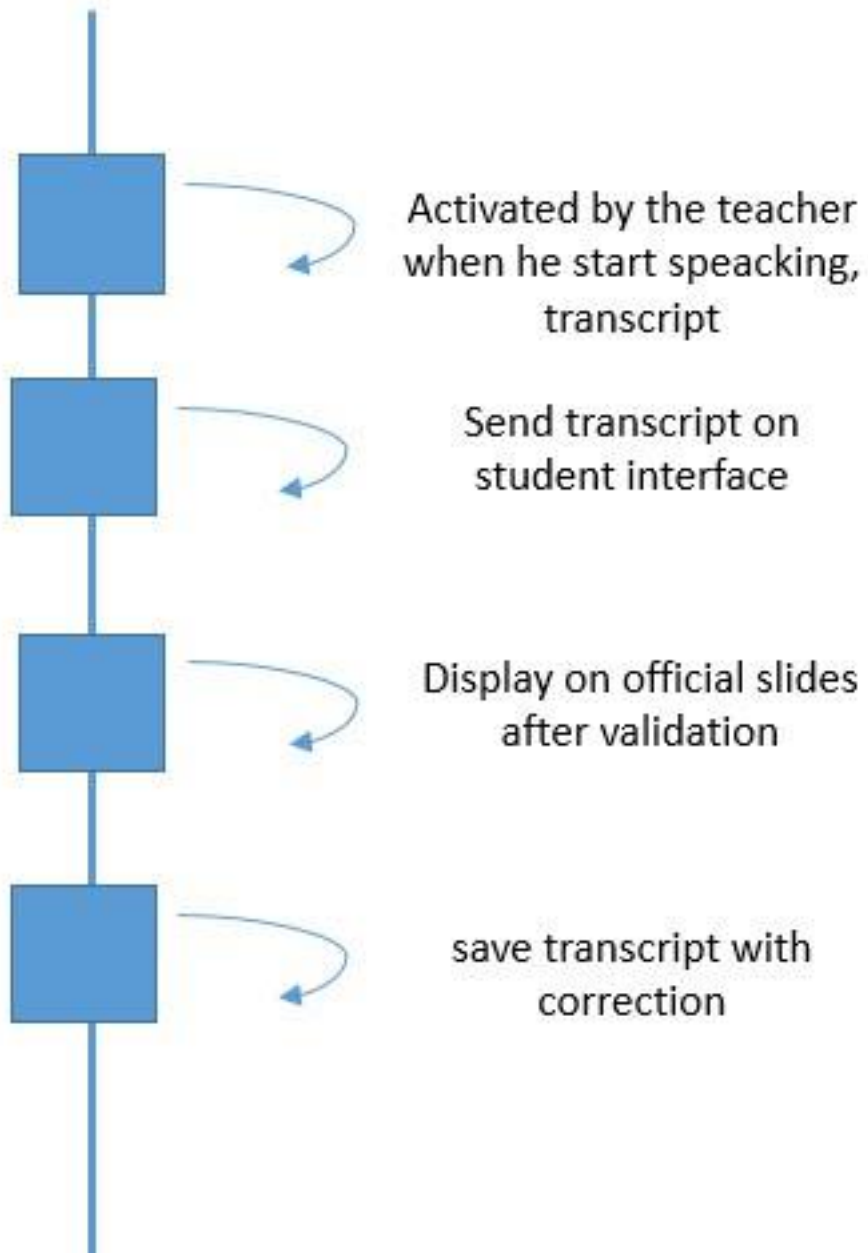 Activated by the teacher
when he start speacking,
transcript
Send transcript on
student interface
Display on official slides
after validation
save transcript with
correction